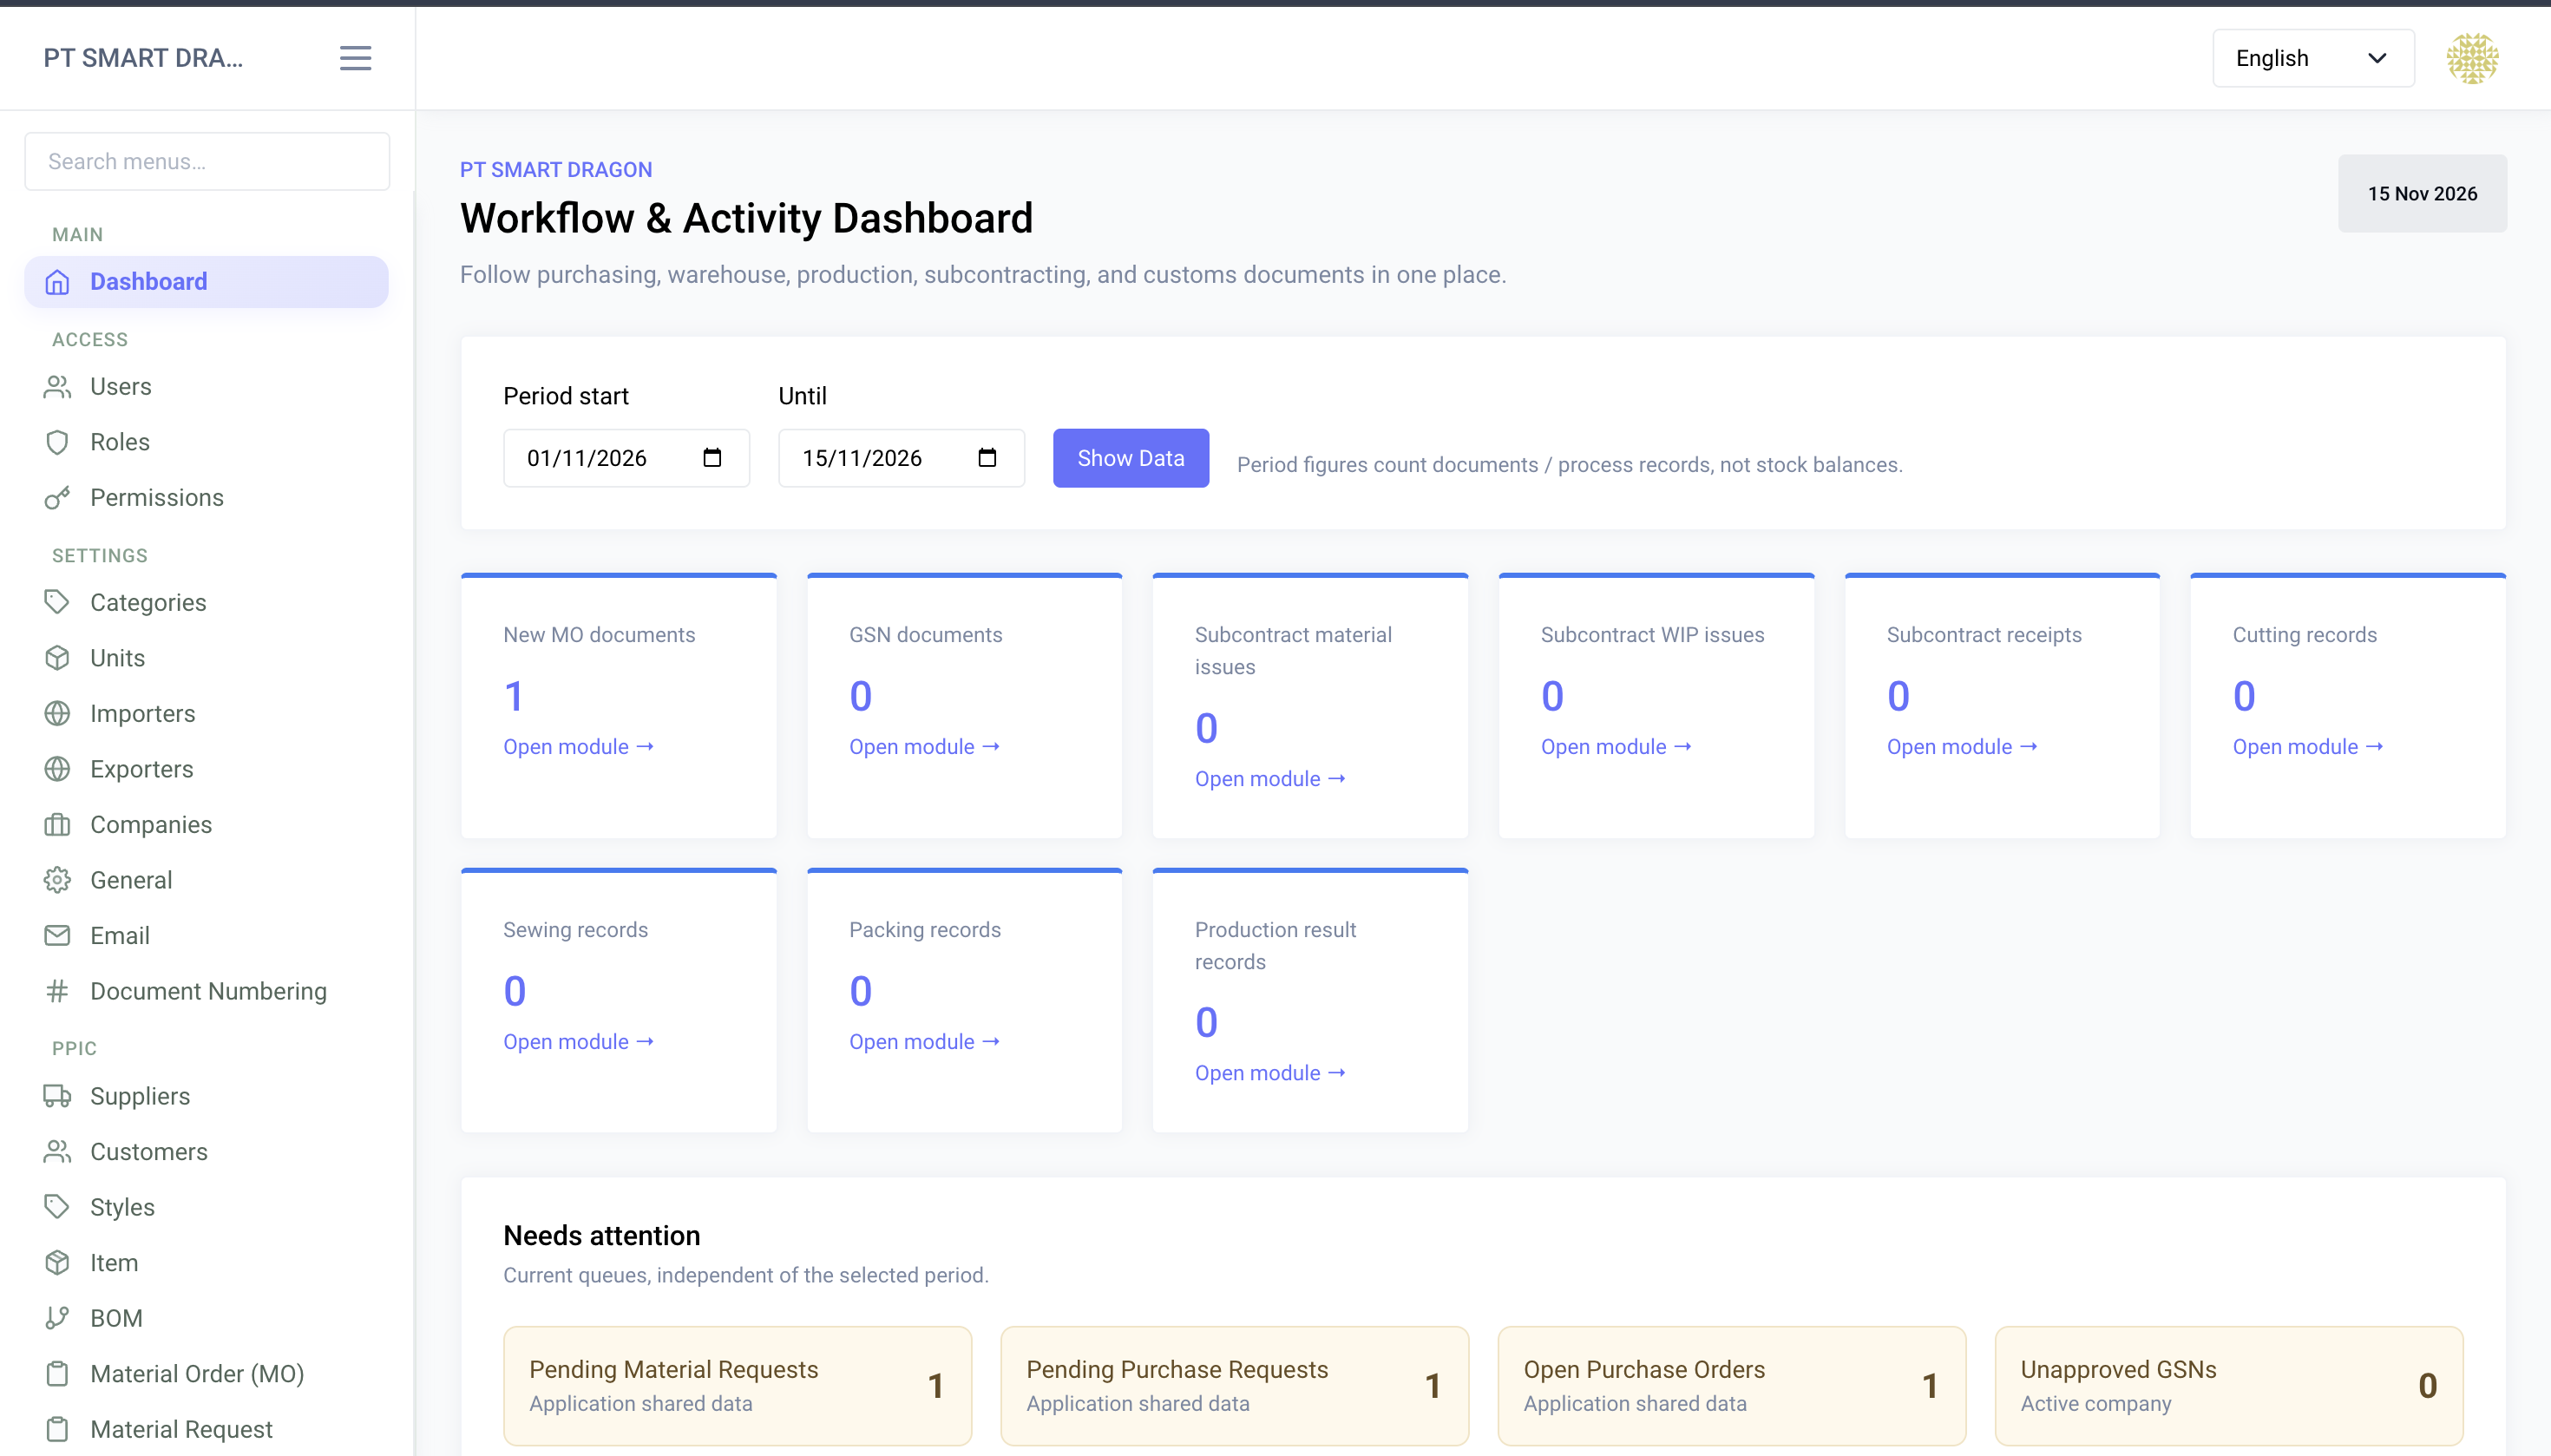 PT SMART DRA...
English
Search menus...
MAIN
Dashboard
ACCESS
Users
Roles
Permissions
SETTINGS
Categories
Units
Importers
Exporters
Companies
General
Email
Document Numbering
PPIC
Suppliers
Customers
Styles
Item
BOM
Material Order (MO)
Material Request
PT SMART DRAGON
Workflow & Activity Dashboard
15 Nov 2026
Follow purchasing, warehouse, production, subcontracting, and customs documents in one place.
Period start
Until
01/11/2026
15/11/2026
Show Data
Period figures count documents / process records, not stock balances.
New MO documents
1
Open module →
GSN documents
0
Open module →
Subcontract material
issues
0
Open module →
Subcontract WIP issues
0
Open module →
Subcontract receipts
0
Open module →
Cutting records
0
Open module →
Sewing records
0
Open module →
Packing records
0
Open module →
Production result
records
0
Open module →
Needs attention
Current queues, independent of the selected period.
Pending Material Requests
Application shared data
1
Pending Purchase Requests
Application shared data
1
Open Purchase Orders
Application shared data
1
Unapproved GSNs
Active company
0